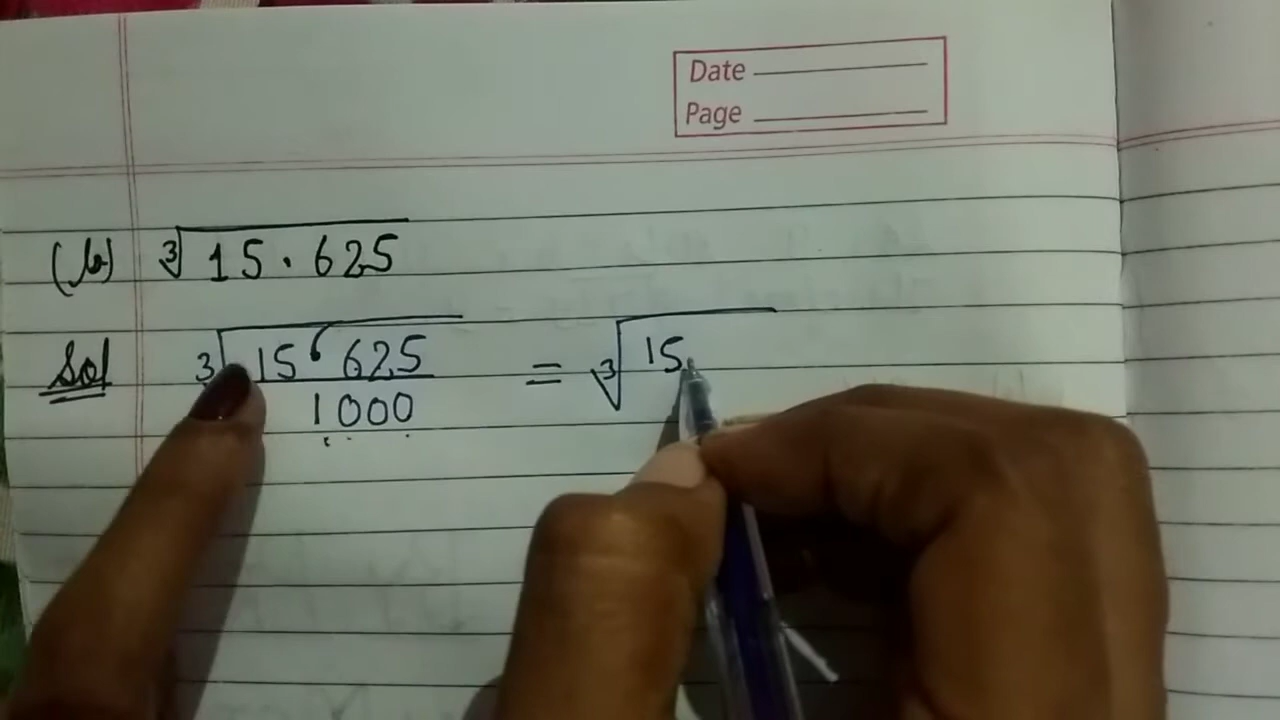 Date
Page
(b) ∛15.625
Sol ∛15625/1000 = ∛15